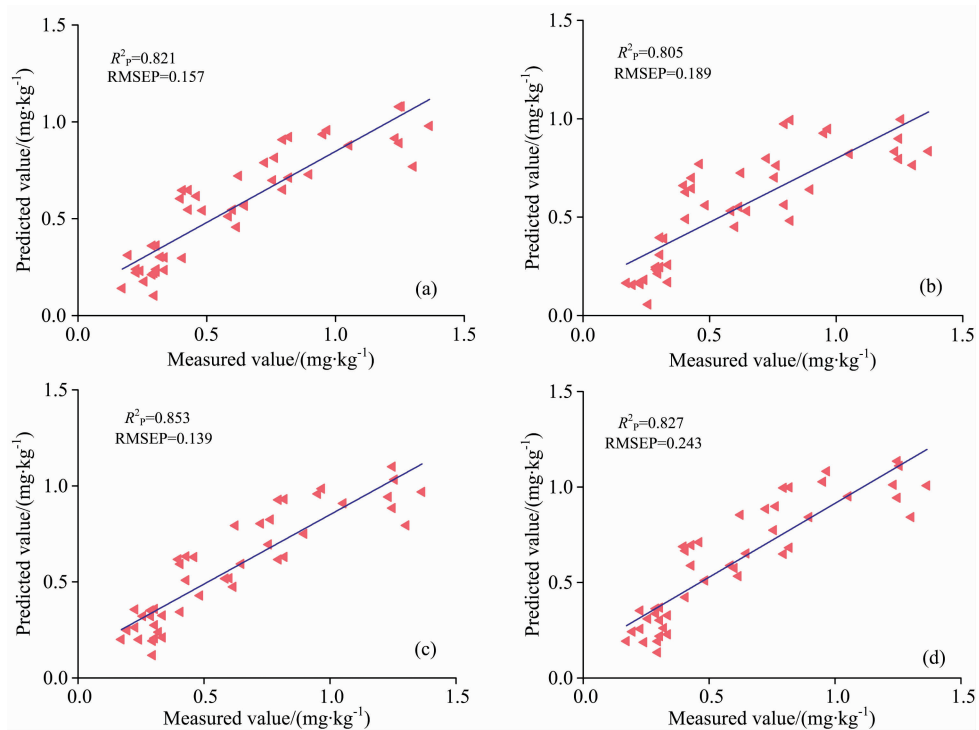 1.5
1.0
0.5
0.0
Predicted value/(mg·kg⁻¹)
R²ₚ=0.821
RMSEP=0.157
(a)
0.0 0.5 1.0 1.5
Measured value/(mg·kg⁻¹)
1.5
1.0
0.5
0.0
Predicted value/(mg·kg⁻¹)
R²ₚ=0.805
RMSEP=0.189
(b)
0.0 0.5 1.0 1.5
Measured value/(mg·kg⁻¹)
1.5
1.0
0.5
0.0
Predicted value/(mg·kg⁻¹)
R²ₚ=0.853
RMSEP=0.139
(c)
0.0 0.5 1.0 1.5
Measured value/(mg·kg⁻¹)
1.5
1.0
0.5
0.0
Predicted value/(mg·kg⁻¹)
R²ₚ=0.827
RMSEP=0.243
(d)
0.0 0.5 1.0 1.5
Measured value/(mg·kg⁻¹)